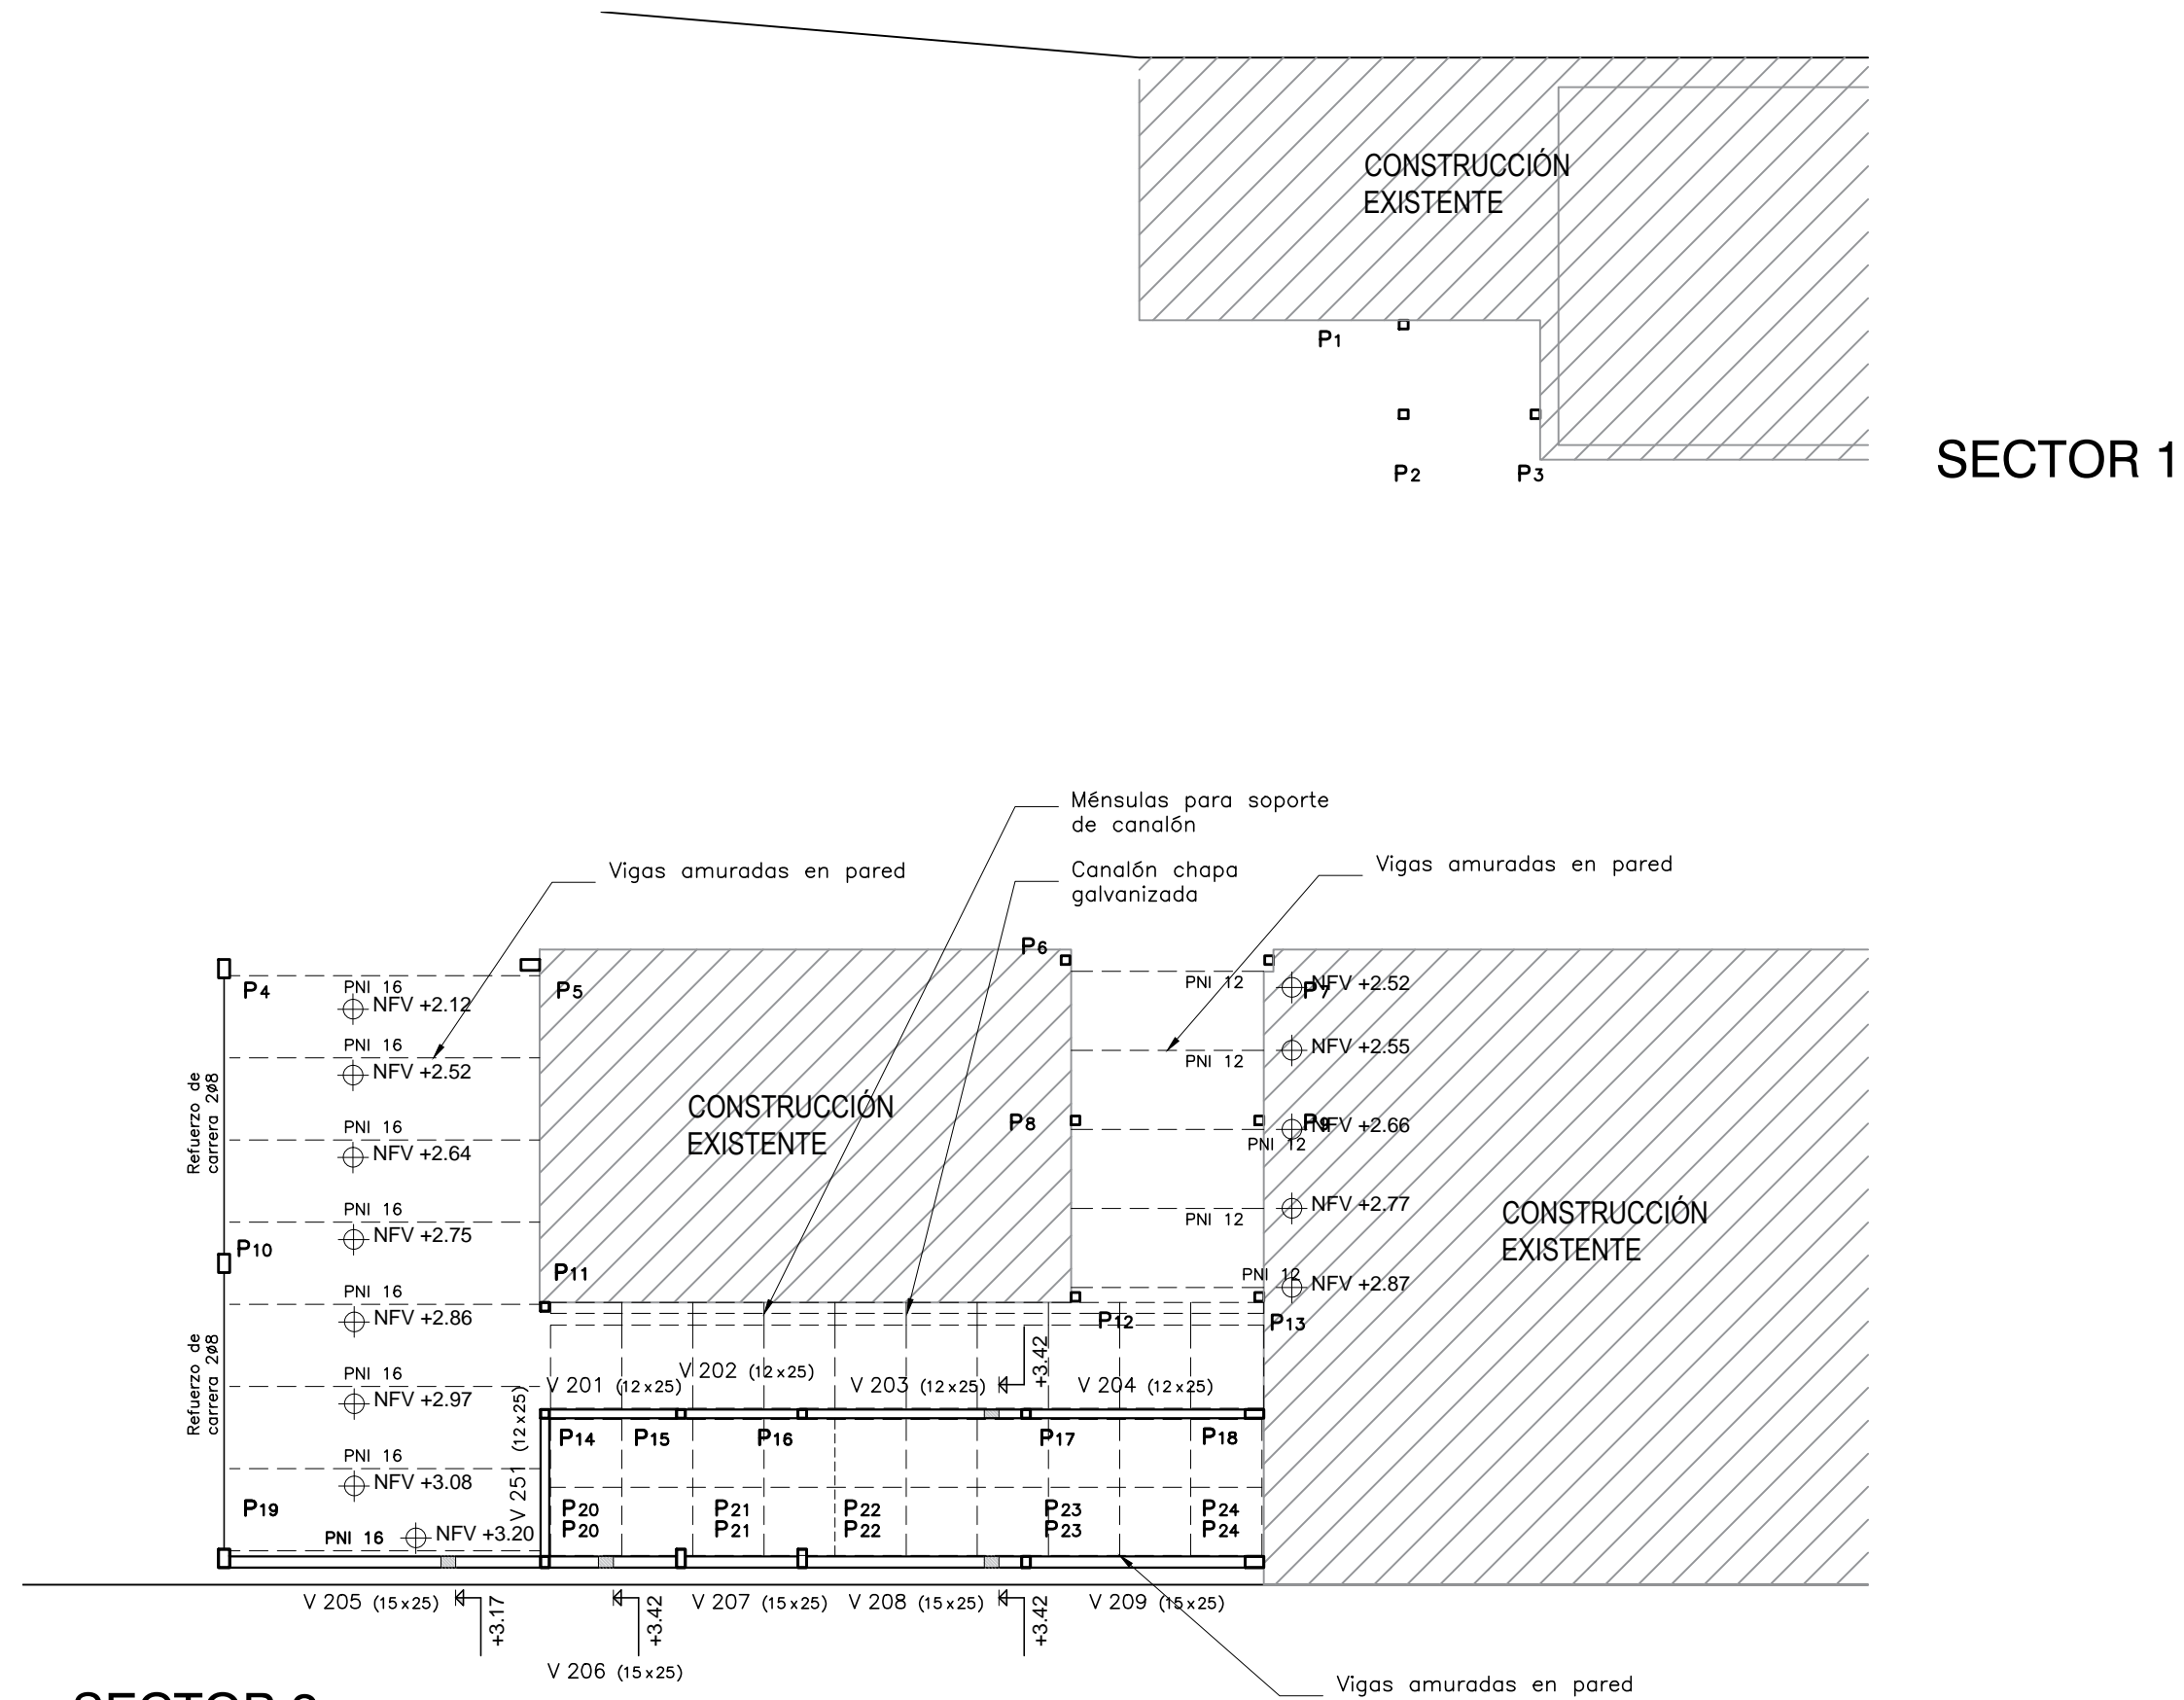 CONSTRUCCIÓN
EXISTENTE
P1
P2
P3
SECTOR 1
Ménsulas para soporte
de canalón
Vigas amuradas en pared
Canalón chapa
galvanizada
Vigas amuradas en pared
P6
P4
PNI 16
NFV +2.12
P5
PNI 12
P7
NFV +2.52
PNI 16
NFV +2.52
PNI 12
NFV +2.55
Refuerzo de
carrera 2ø8
CONSTRUCCIÓN
EXISTENTE
PNI 16
NFV +2.64
P8
P9
NFV +2.66
PNI 12
PNI 16
NFV +2.75
PNI 12
NFV +2.77
CONSTRUCCIÓN
EXISTENTE
P10
P11
PNI 16
NFV +2.86
PNI 12
NFV +2.87
P12
P13
Refuerzo de
carrera 2ø8
PNI 16
NFV +2.97
V 201 (12x25)
V 202 (12x25)
V 203 (12x25)
+3.42
V 204 (12x25)
V 251 (12x25)
P14
P15
P16
P17
P18
PNI 16
NFV +3.08
P19
P20
P21
P22
P23
P24
P20
P21
P22
P23
P24
PNI 16
NFV +3.20
V 205 (15x25)
+3.17
+3.42
V 207 (15x25)
V 208 (15x25)
+3.42
V 209 (15x25)
V 206 (15x25)
Vigas amuradas en pared
SECTOR